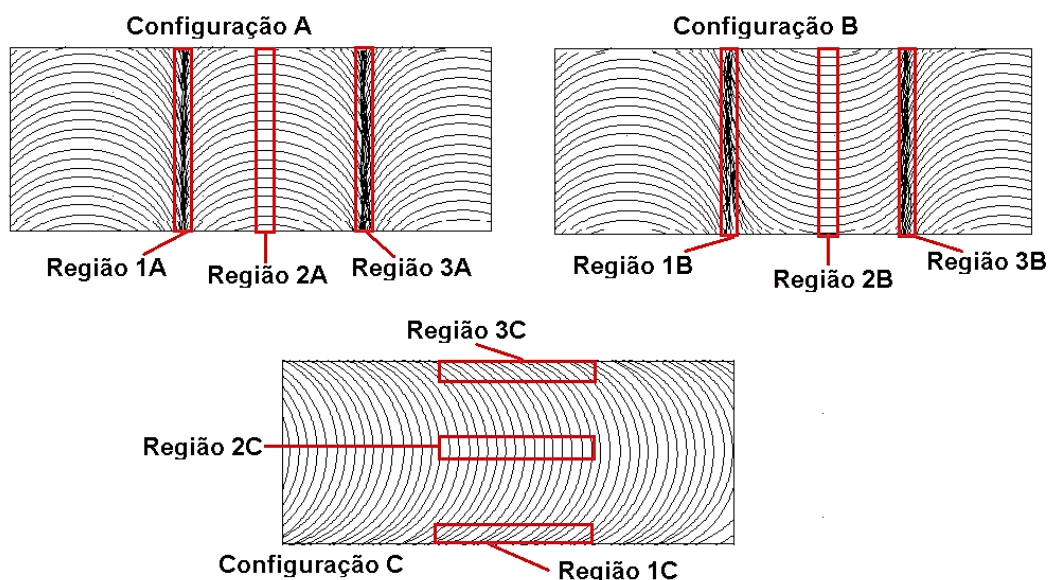 Configuração A
Configuração B
Região 1A
Região 2A
Região 3A
Região 1B
Região 2B
Região 3B
Região 3C
Região 2C
Configuração C
Região 1C